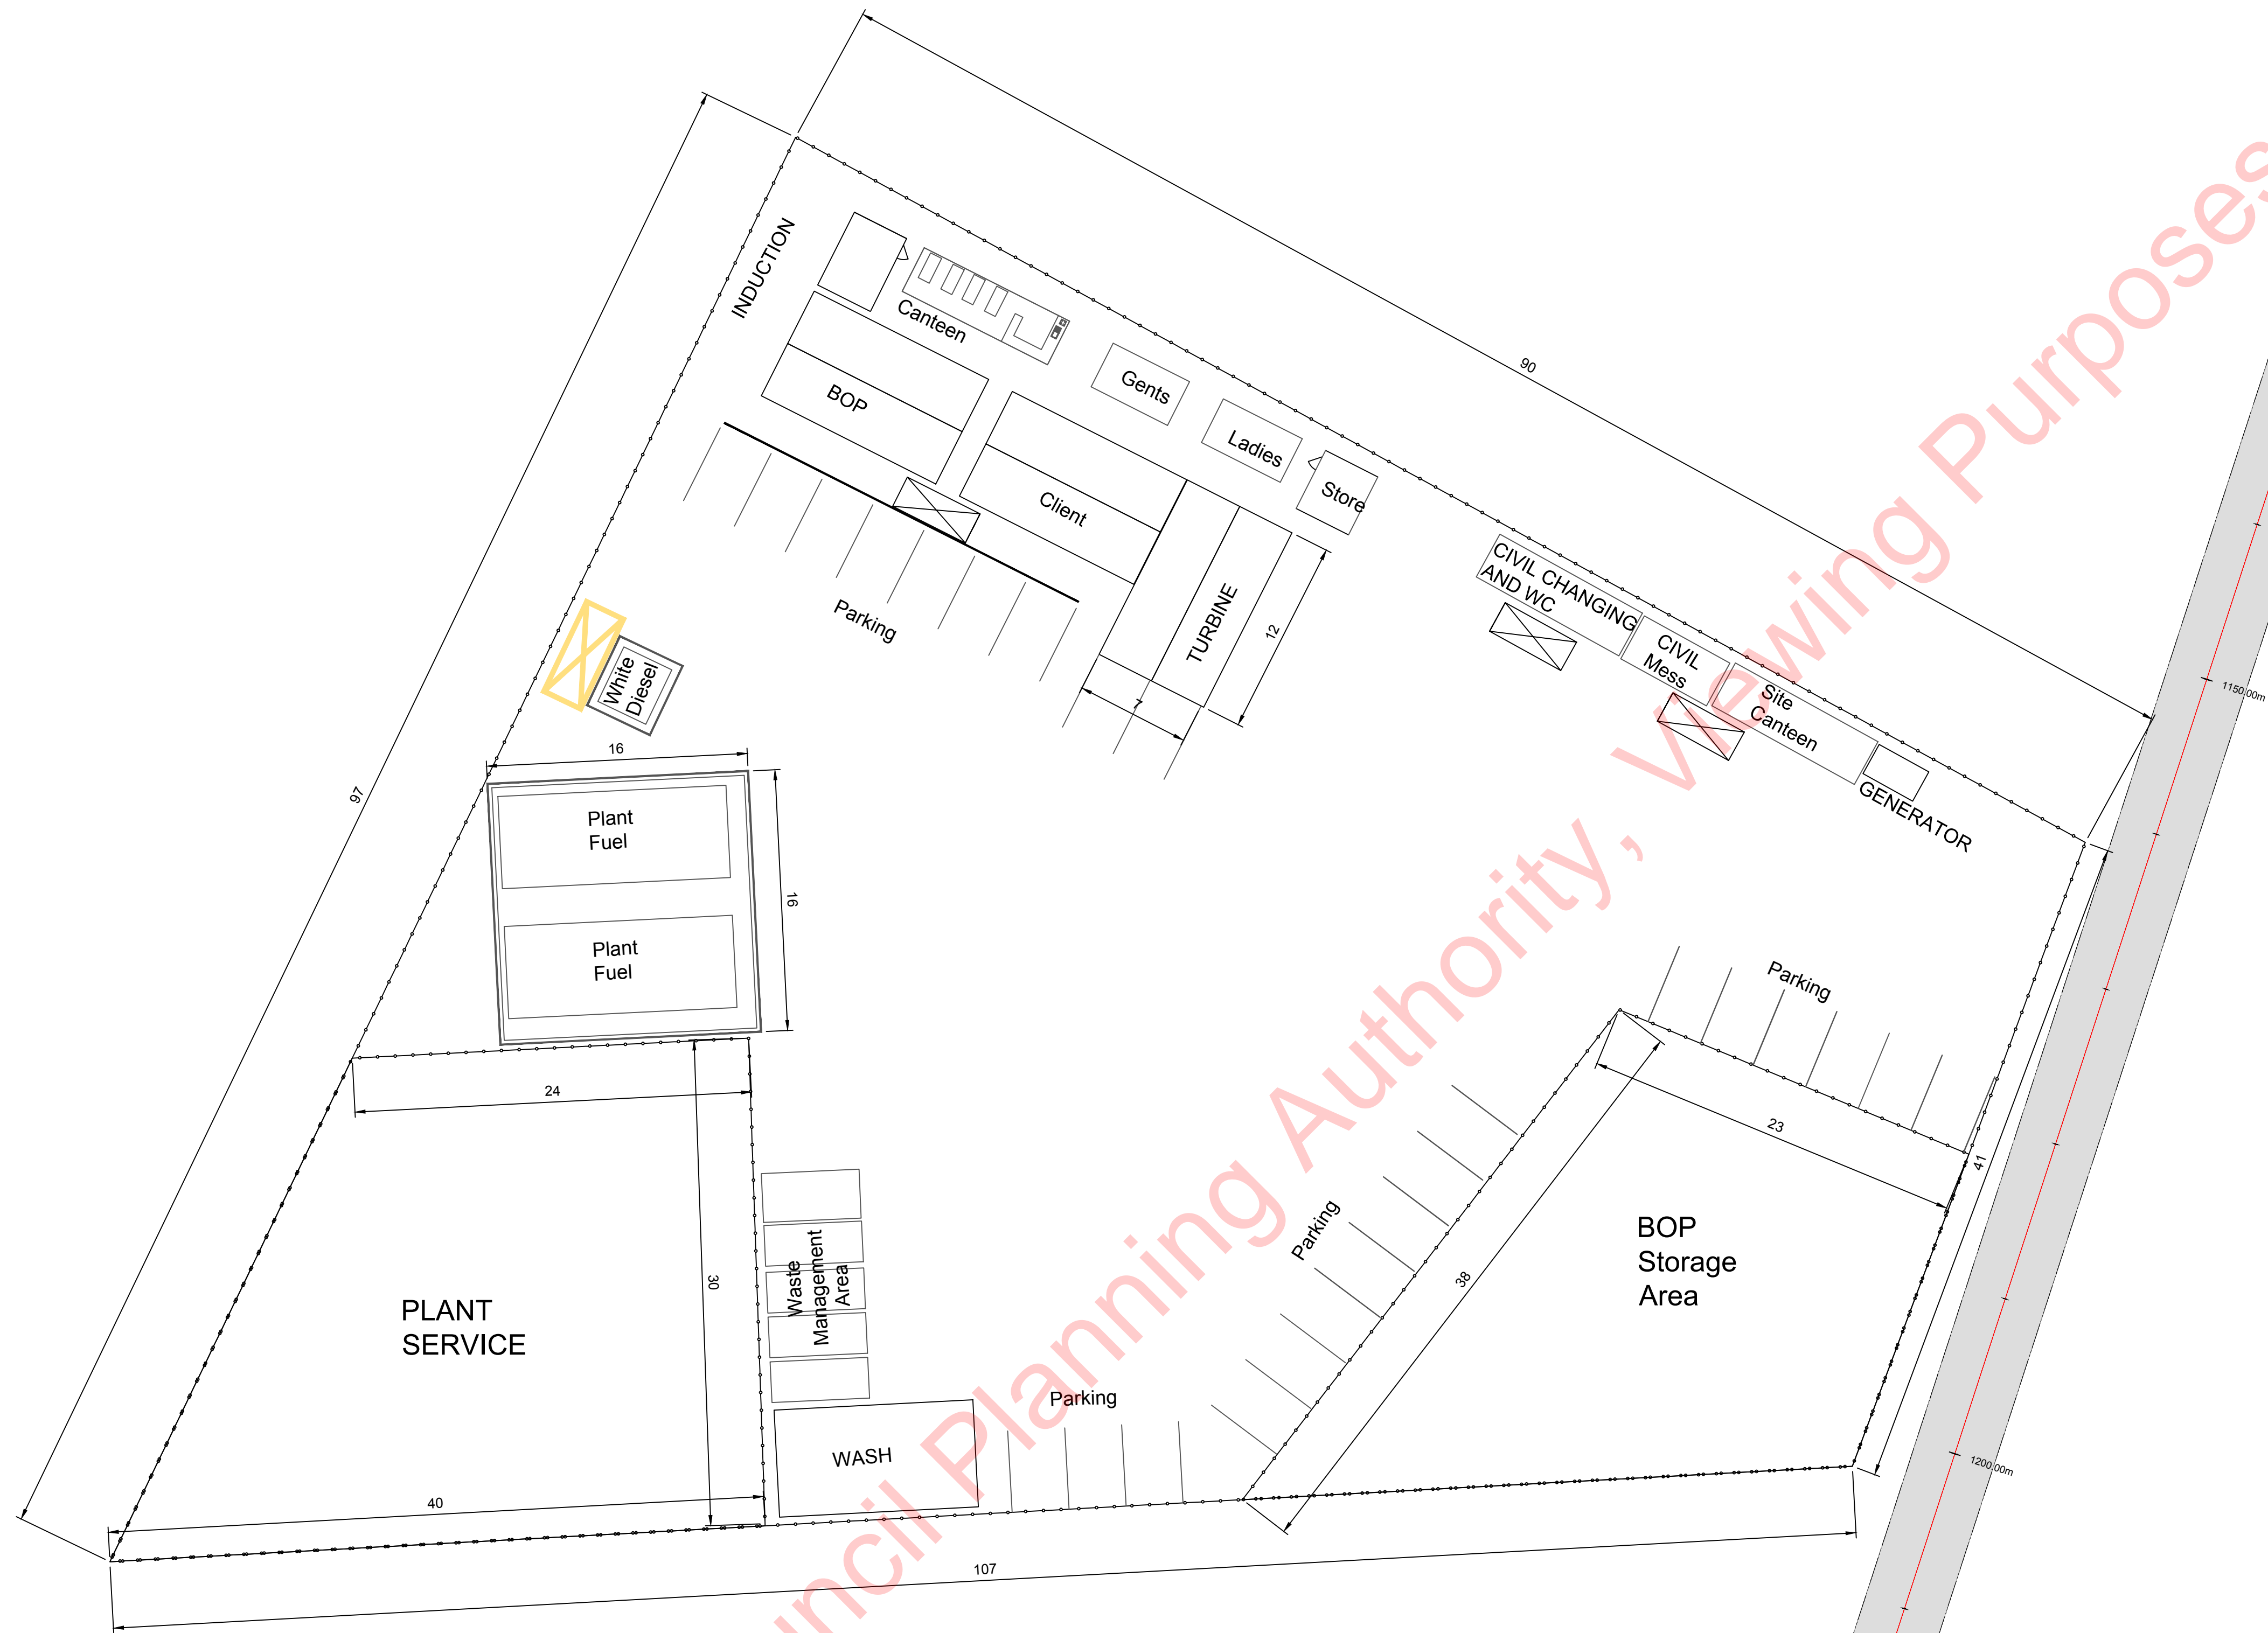 90
INDUCTION
Canteen
Gents
BOP
Ladies
Client
Store
CIVIL CHANGING
AND WC
TURBINE
12
Parking
CIVIL
Mess
Site
Canteen
GENERATOR
7
White
Diesel
1150.00m
97
16
Plant
Fuel
16
Plant
Fuel
24
Parking
23
41
Parking
38
BOP
Storage
Area
Waste
Management
Area
30
PLANT
SERVICE
Parking
WASH
40
1200.00m
107
uncil Planning Authority, Viewing Purposes